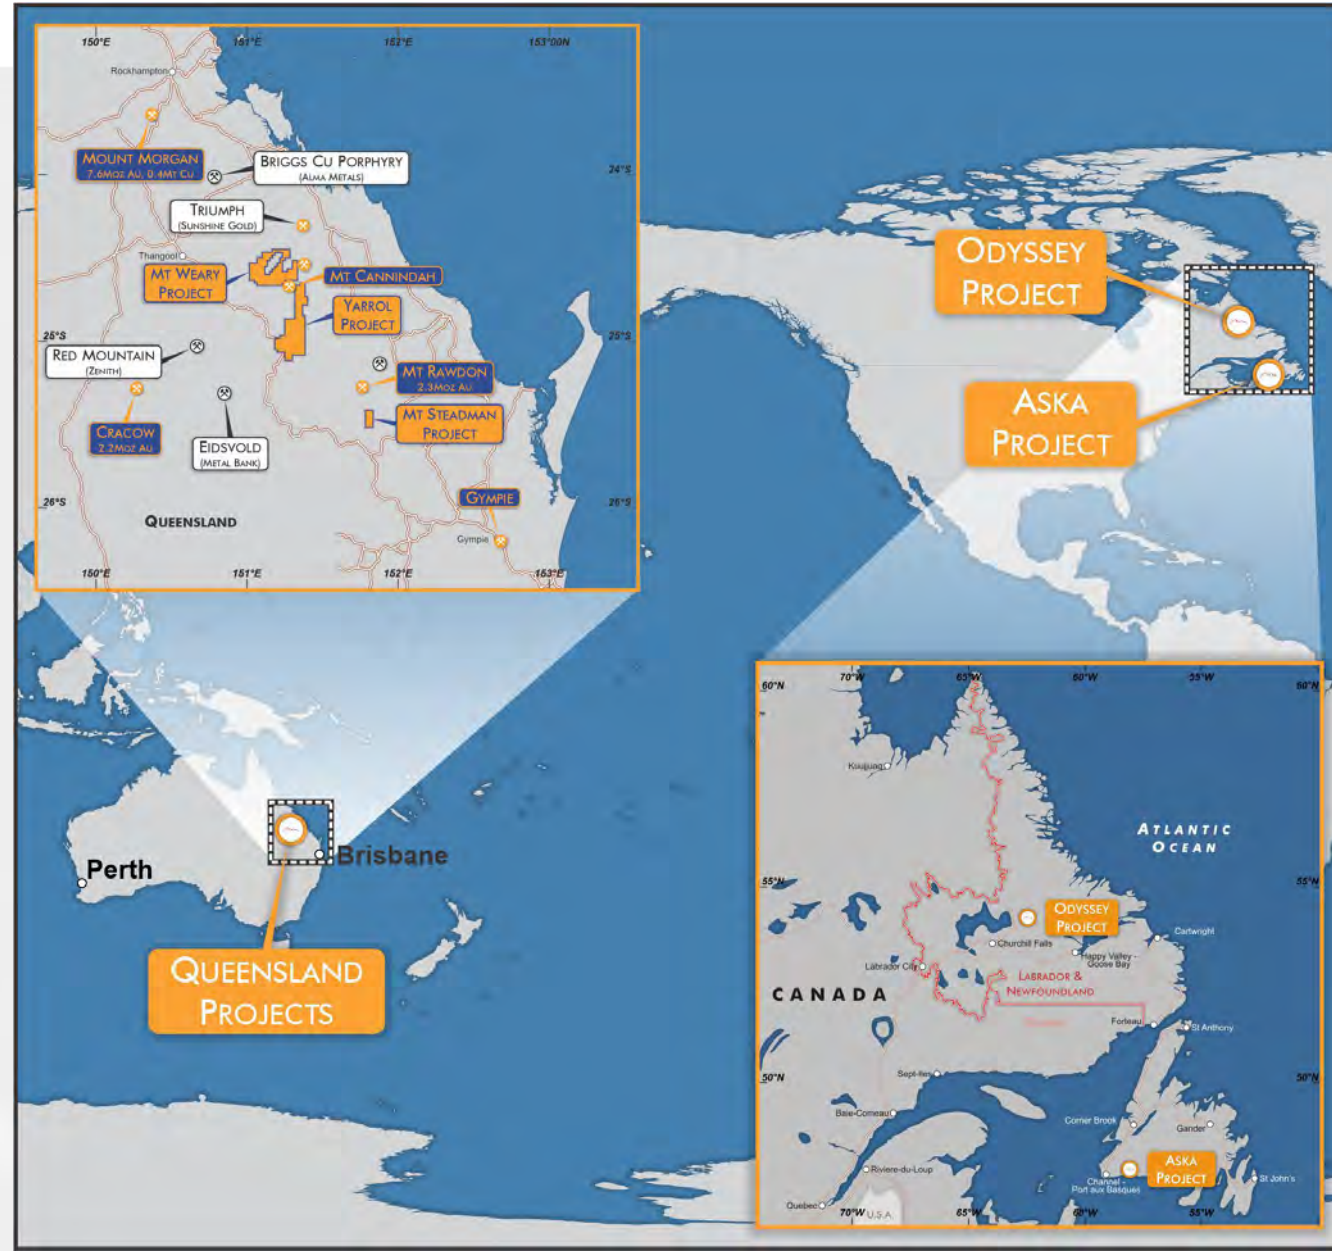 150°E
151°E
152°E
153°00N
Rockhampton
MOUNT MORGAN
7.6MOZ AU, 0.4MT CU
BRIGGS CU PORPHYRY
(ALMA METALS)
24°S
TRIUMPH
(SUNSHINE GOLD)
Thangool
MT WEARY
PROJECT
MT CANNINDAH
YARROL
PROJECT
25°S
25°S
RED MOUNTAIN
(ZENITH)
MT RAWDON
2.3MOZ AU
CRACOW
2.2MOZ AU
EIDSVOLD
(METAL BANK)
MT STEADMAN
PROJECT
26°S
26°S
GYMPIE
QUEENSLAND
Gympie
150°E
151°E
152°E
153°E
ODYSSEY
PROJECT
ASKA
PROJECT
Perth
Brisbane
QUEENSLAND
PROJECTS
60°N
70°W
65°W
60°W
55°W
60°N
Kuujjuaq
ATLANTIC
OCEAN
55°N
55°N
ODYSSEY
PROJECT
Cartwright
Churchill Falls
Happy Valley -
Goose Bay
Labrador City
LABRADOR &
NEWFOUNDLAND
CANADA
Forteau
St Anthony
50°N
Sept-Iles
50°N
Baie-Comeau
Corner Brook
Gander
Riviere-du-Loup
ASKA
PROJECT
Channel -
Port aux Basques
St John's
Quebec
70°W
U.S.A.
65°W
60°W
55°W